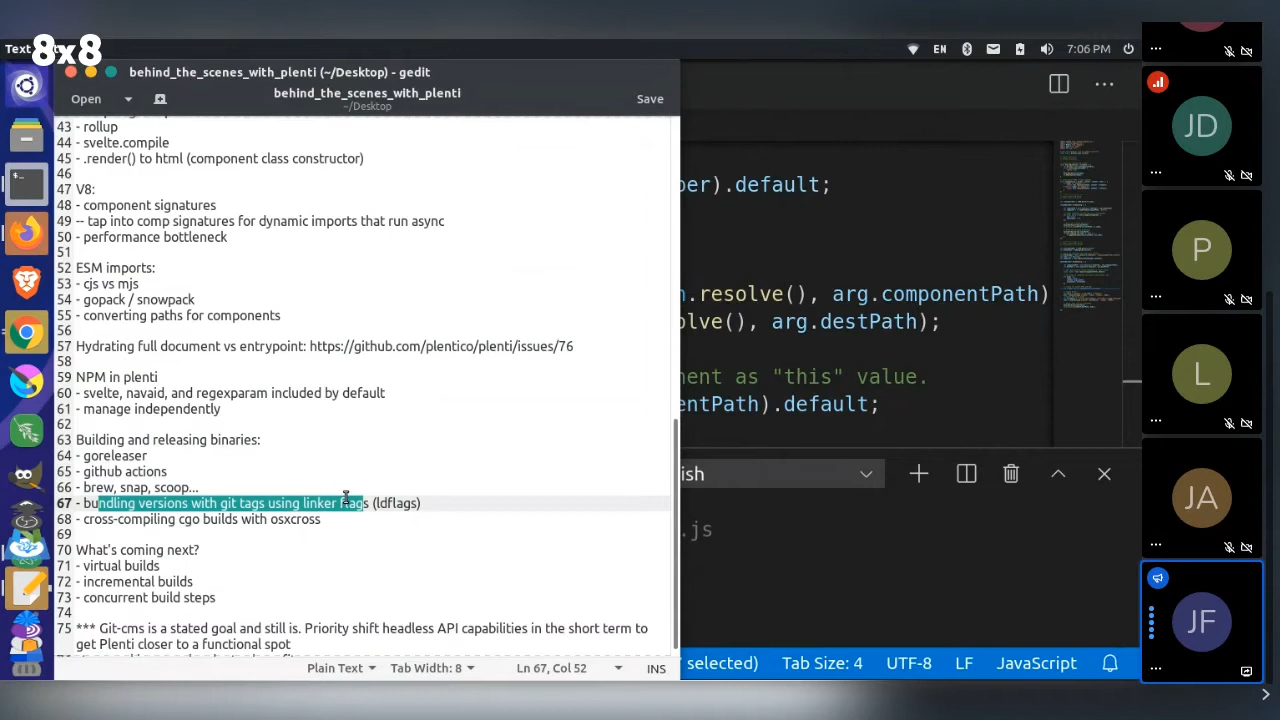 8x8
Text
EN
7:06 PM
behind_the_scenes_with_plenti (~/Desktop) - gedit
Open
behind_the_scenes_with_plenti
~/Desktop
Save
43 - rollup
44 - svelte.compile
45 - .render() to html (component class constructor)
46
47 V8:
48 - component signatures
49 -- tap into comp signatures for dynamic imports that run async
50 - performance bottleneck
51
52 ESM imports:
53 - cjs vs mjs
54 - gopack / snowpack
55 - converting paths for components
56
57 Hydrating full document vs entrypoint: https://github.com/plentico/plenti/issues/76
58
59 NPM in plenti
60 - svelte, navaid, and regexparam included by default
61 - manage independently
62
63 Building and releasing binaries:
64 - goreleaser
65 - github actions
66 - brew, snap, scoop...
67 - bundling versions with git tags using linker flags (ldflags)
68 - cross-compiling cgo builds with osxcross
69
70 What's coming next?
71 - virtual builds
72 - incremental builds
73 - concurrent build steps
74
75 *** Git-cms is a stated goal and still is. Priority shift headless API capabilities in the short term to
get Plenti closer to a functional spot
Plain Text
Tab Width: 8
Ln 67, Col 52
INS
per).default;
n.resolve(), arg.componentPath)
olve(), arg.destPath);
nent as "this" value.
entPath).default;
ish
.js
selected)
Tab Size: 4
UTF-8
LF
JavaScript
JD
P
L
JA
JF